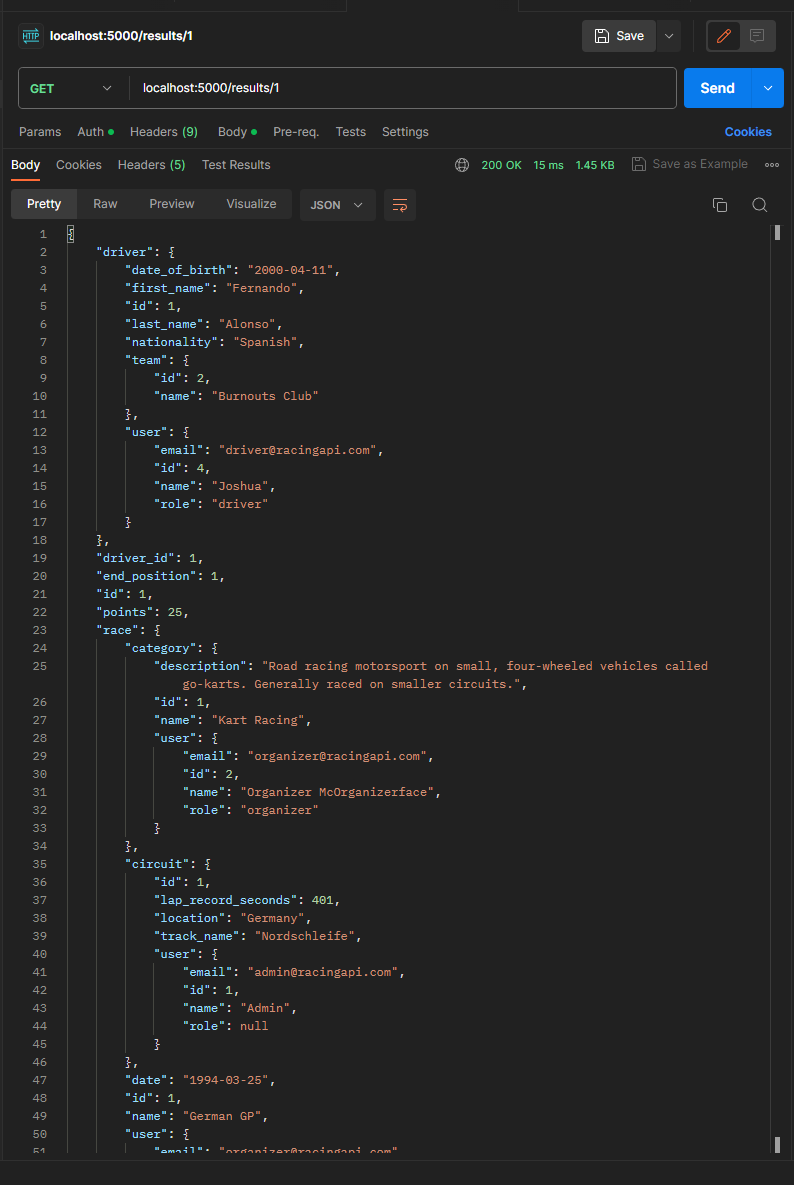 HTTP localhost:5000/results/1 Save
GET localhost:5000/results/1 Send
Params Auth Headers (9) Body Pre-req. Tests Settings Cookies
Body Cookies Headers (5) Test Results 200 OK 15 ms 1.45 KB Save as Example
Pretty Raw Preview Visualize JSON
1 {
2 "driver": {
3 "date_of_birth": "2000-04-11",
4 "first_name": "Fernando",
5 "id": 1,
6 "last_name": "Alonso",
7 "nationality": "Spanish",
8 "team": {
9 "id": 2,
10 "name": "Burnouts Club"
11 },
12 "user": {
13 "email": "driver@racingapi.com",
14 "id": 4,
15 "name": "Joshua",
16 "role": "driver"
17 }
18 },
19 "driver_id": 1,
20 "end_position": 1,
21 "id": 1,
22 "points": 25,
23 "race": {
24 "category": {
25 "description": "Road racing motorsport on small, four-wheeled vehicles called
go-karts. Generally raced on smaller circuits.",
26 "id": 1,
27 "name": "Kart Racing",
28 "user": {
29 "email": "organizer@racingapi.com",
30 "id": 2,
31 "name": "Organizer McOrganizerface",
32 "role": "organizer"
33 }
34 },
35 "circuit": {
36 "id": 1,
37 "lap_record_seconds": 401,
38 "location": "Germany",
39 "track_name": "Nordschleife",
40 "user": {
41 "email": "admin@racingapi.com",
42 "id": 1,
43 "name": "Admin",
44 "role": null
45 }
46 },
47 "date": "1994-03-25",
48 "id": 1,
49 "name": "German GP",
50 "user": {
51 "email": "organizer@racingapi.com"